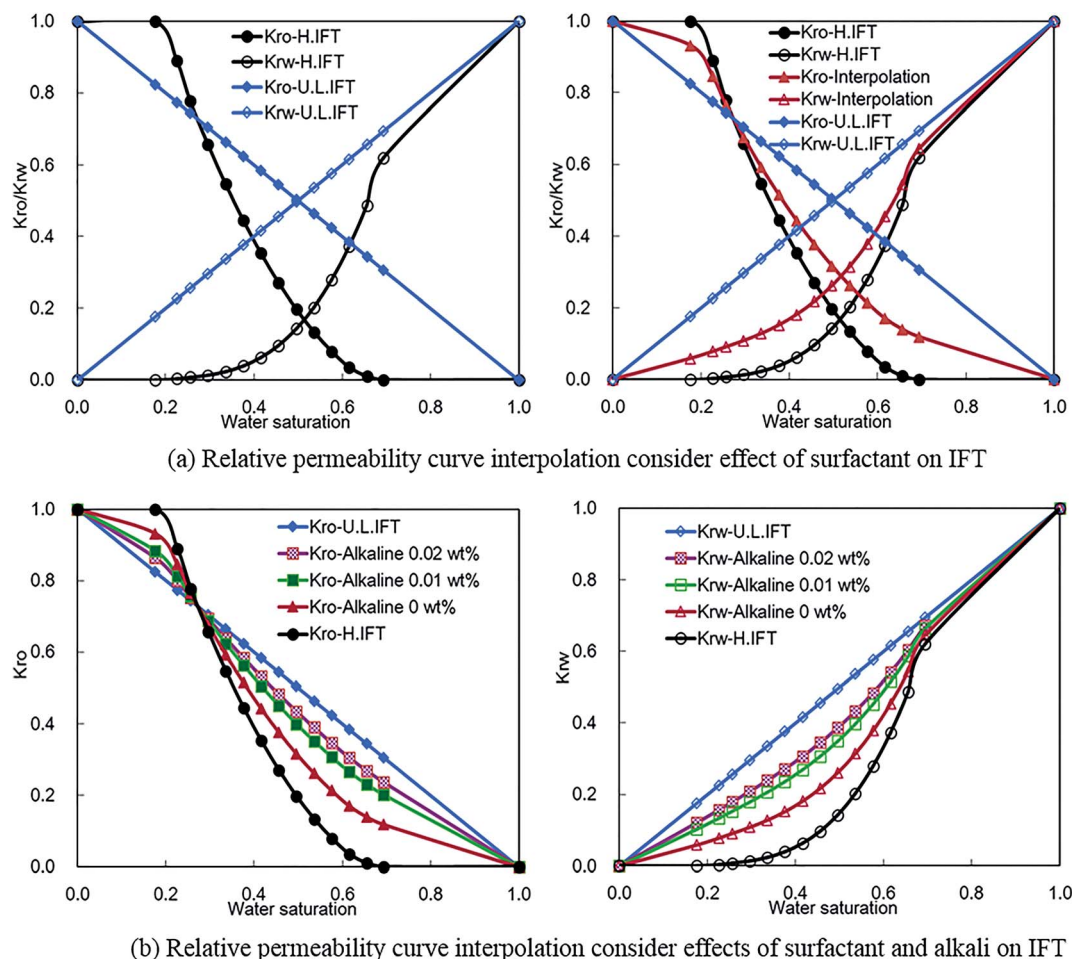 1.0
0.8
0.6
0.4
0.2
0.0
Kro/Krw
Kro-H.IFT
Krw-H.IFT
Kro-U.L.IFT
Krw-U.L.IFT
0.0 0.2 0.4 0.6 0.8 1.0
Water saturation
1.0
0.8
0.6
0.4
0.2
0.0
Kro/Krw
Kro-H.IFT
Krw-H.IFT
Kro-Interpolation
Krw-Interpolation
Kro-U.L.IFT
Krw-U.L.IFT
0.0 0.2 0.4 0.6 0.8 1.0
Water saturation
(a) Relative permeability curve interpolation consider effect of surfactant on IFT
1.0
0.8
0.6
0.4
0.2
0.0
Kro
Kro-U.L.IFT
Kro-Alkaline 0.02 wt%
Kro-Alkaline 0.01 wt%
Kro-Alkaline 0 wt%
Kro-H.IFT
0.0 0.2 0.4 0.6 0.8 1.0
Water saturation
1.0
0.8
0.6
0.4
0.2
0.0
Krw
Krw-U.L.IFT
Krw-Alkaline 0.02 wt%
Krw-Alkaline 0.01 wt%
Krw-Alkaline 0 wt%
Krw-H.IFT
0.0 0.2 0.4 0.6 0.8 1.0
Water saturation
(b) Relative permeability curve interpolation consider effects of surfactant and alkali on IFT